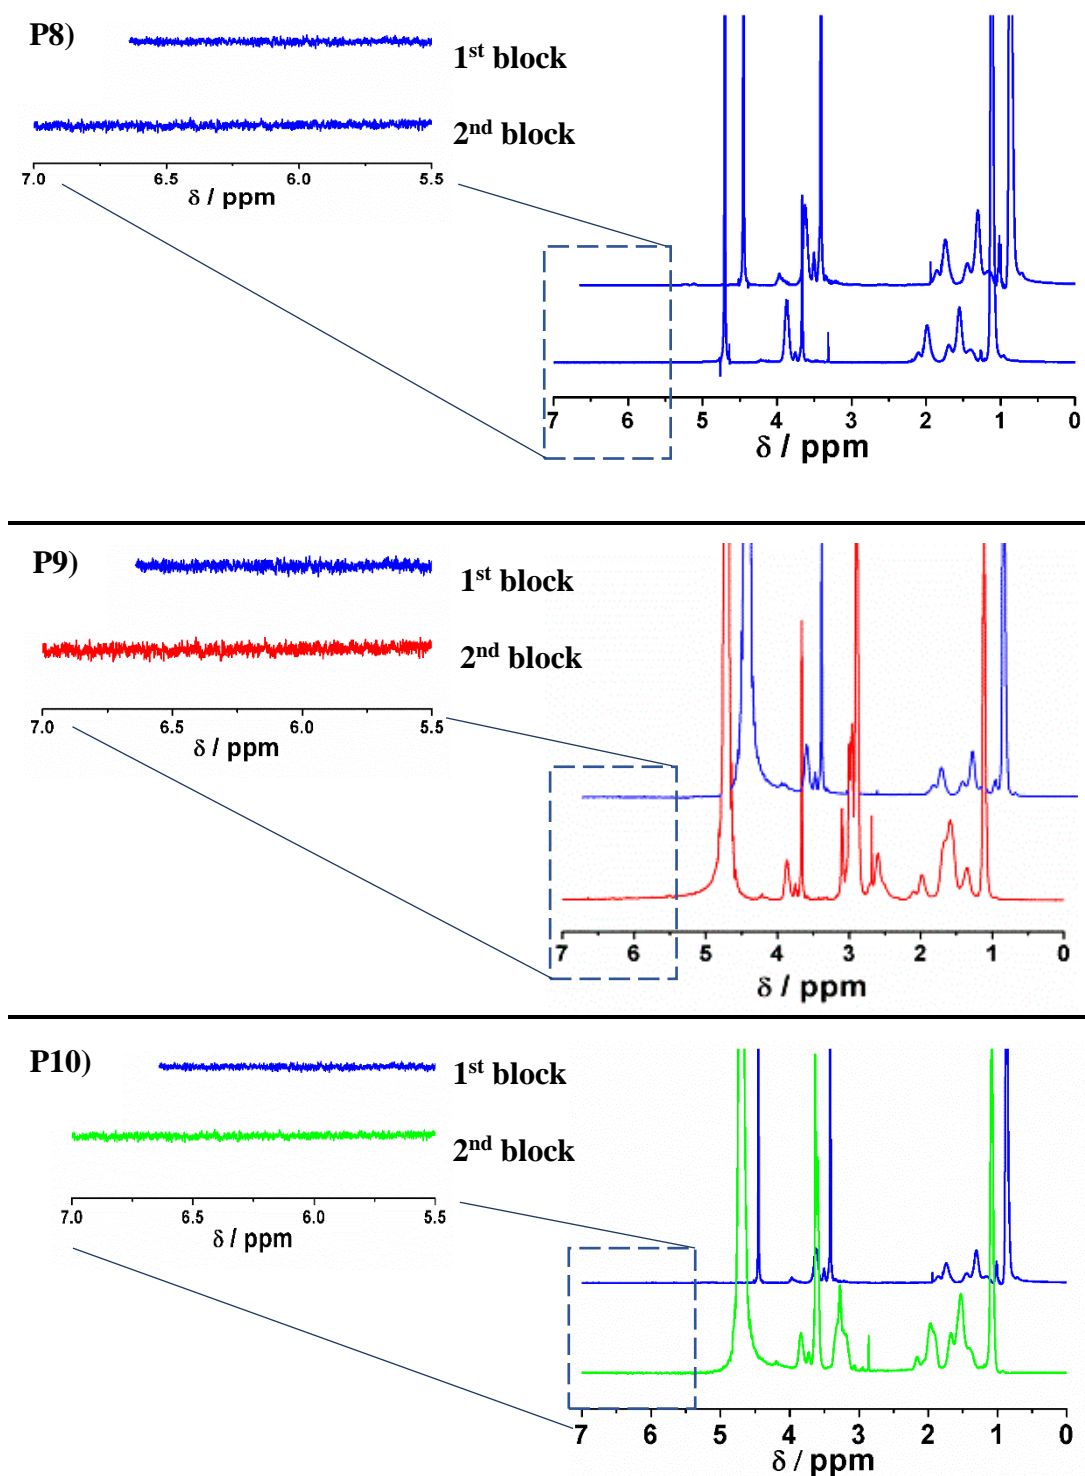 P8)
1st block
2nd block
7.0 6.5 6.0 5.5
δ / ppm
7 6 5 4 3 2 1 0
δ / ppm
P9)
1st block
2nd block
7.0 6.5 6.0 5.5
δ / ppm
7 6 5 4 3 2 1 0
δ / ppm
P10)
1st block
2nd block
7.0 6.5 6.0 5.5
δ / ppm
7 6 5 4 3 2 1 0
δ / ppm